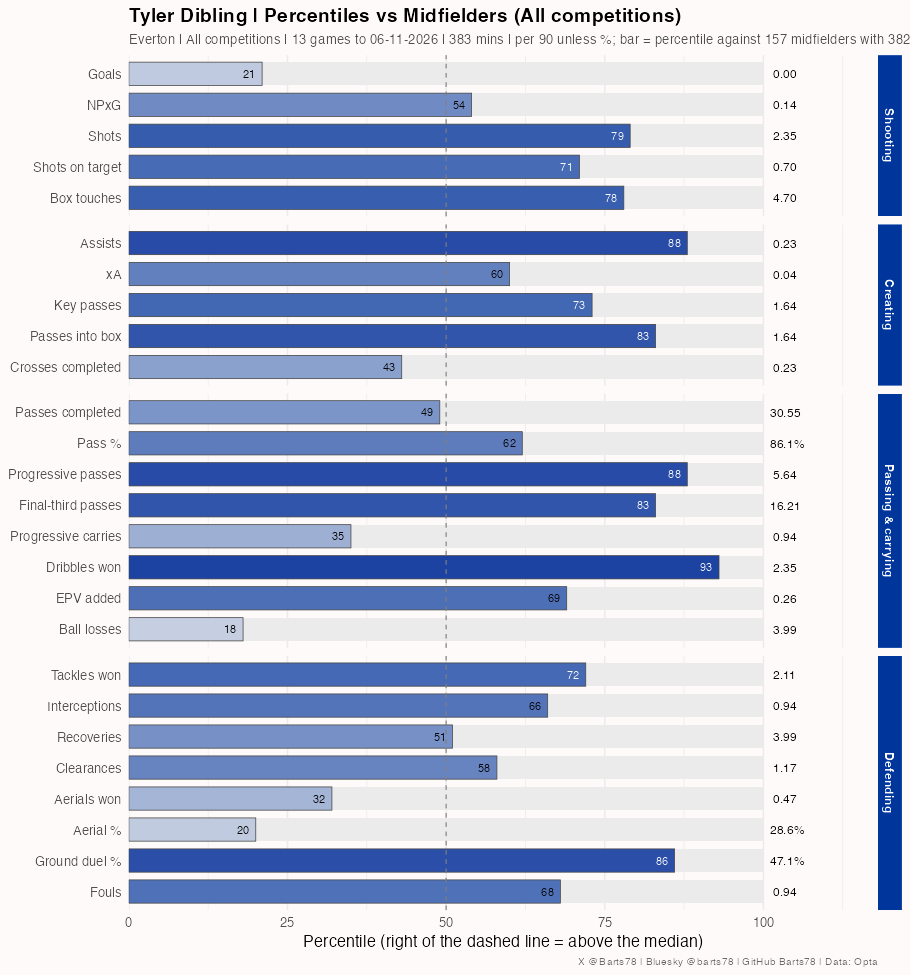 Tyler Dibling | Percentiles vs Midfielders (All competitions)
Everton | All competitions | 13 games to 06-11-2026 | 383 mins | per 90 unless %; bar = percentile against 157 midfielders with 382
Goals 21 0.00
NPxG 54 0.14
Shots 79 2.35
Shots on target 71 0.70
Box touches 78 4.70
Shooting
Assists 88 0.23
xA 60 0.04
Key passes 73 1.64
Passes into box 83 1.64
Crosses completed 43 0.23
Creating
Passes completed 49 30.55
Pass % 62 86.1%
Progressive passes 88 5.64
Final-third passes 83 16.21
Progressive carries 35 0.94
Dribbles won 93 2.35
EPV added 69 0.26
Ball losses 18 3.99
Passing & carrying
Tackles won 72 2.11
Interceptions 66 0.94
Recoveries 51 3.99
Clearances 58 1.17
Aerials won 32 0.47
Aerial % 20 28.6%
Ground duel % 86 47.1%
Fouls 68 0.94
Defending
0 25 50 75 100
Percentile (right of the dashed line = above the median)
X @Barts78 | Bluesky @barts78 | GitHub Barts78 | Data: Opta